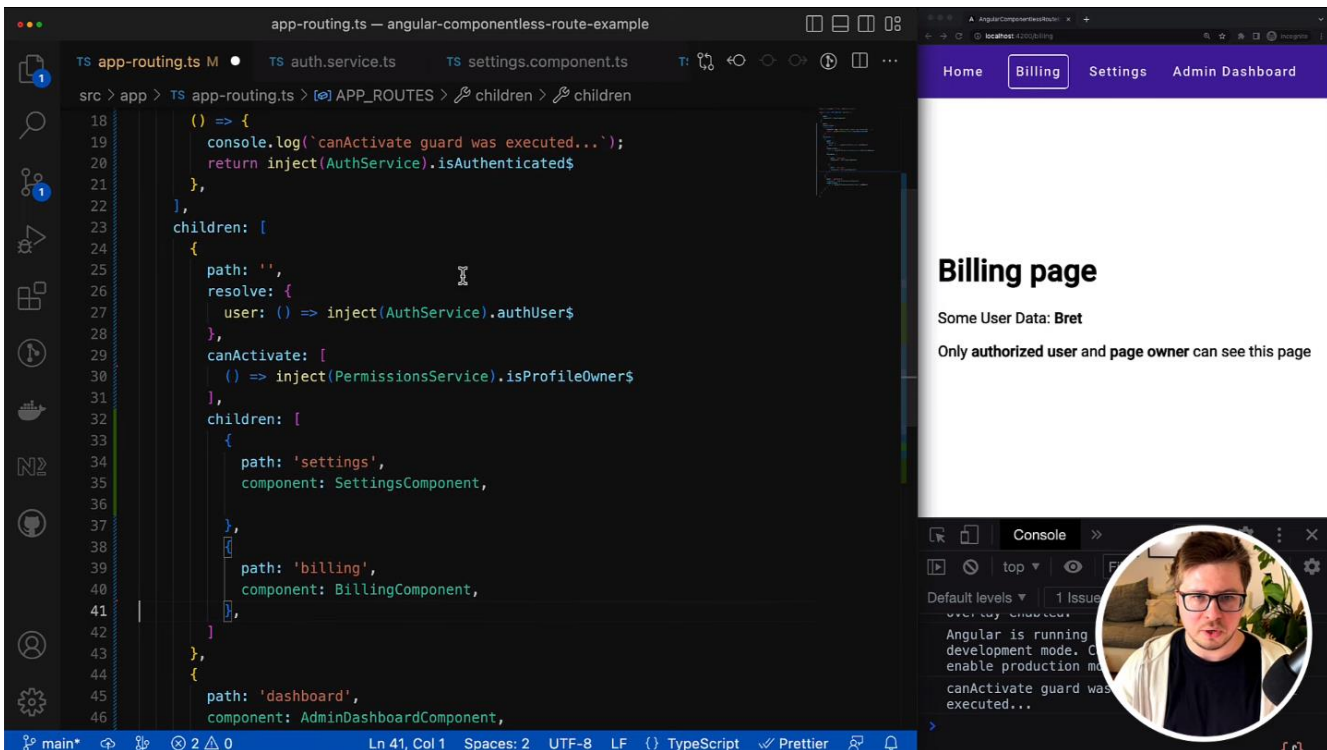 app-routing.ts — angular-componentless-route-example
TS app-routing.ts M
TS auth.service.ts
TS settings.component.ts
src > app > TS app-routing.ts > APP_ROUTES > children > children
18 () => {
19 console.log(`canActivate guard was executed...`);
20 return inject(AuthService).isAuthenticated$
21 },
22 ],
23 children: [
24 {
25 path: '',
26 resolve: {
27 user: () => inject(AuthService).authUser$
28 },
29 canActivate: [
30 () => inject(PermissionsService).isProfileOwner$
31 ],
32 children: [
33 {
34 path: 'settings',
35 component: SettingsComponent,
36
37 },
38 {
39 path: 'billing',
40 component: BillingComponent,
41 },
42 ]
43 },
44 {
45 path: 'dashboard',
46 component: AdminDashboardComponent,
main* 2 0 Ln 41, Col 1 Spaces: 2 UTF-8 LF {} TypeScript Prettier
localhost:4200/billing
Home Billing Settings Admin Dashboard
Billing page
Some User Data: Bret
Only authorized user and page owner can see this page
Console
top
Default levels 1 Issue
overlay enabled.
Angular is running
development mode. C
enable production mo
canActivate guard was
executed...